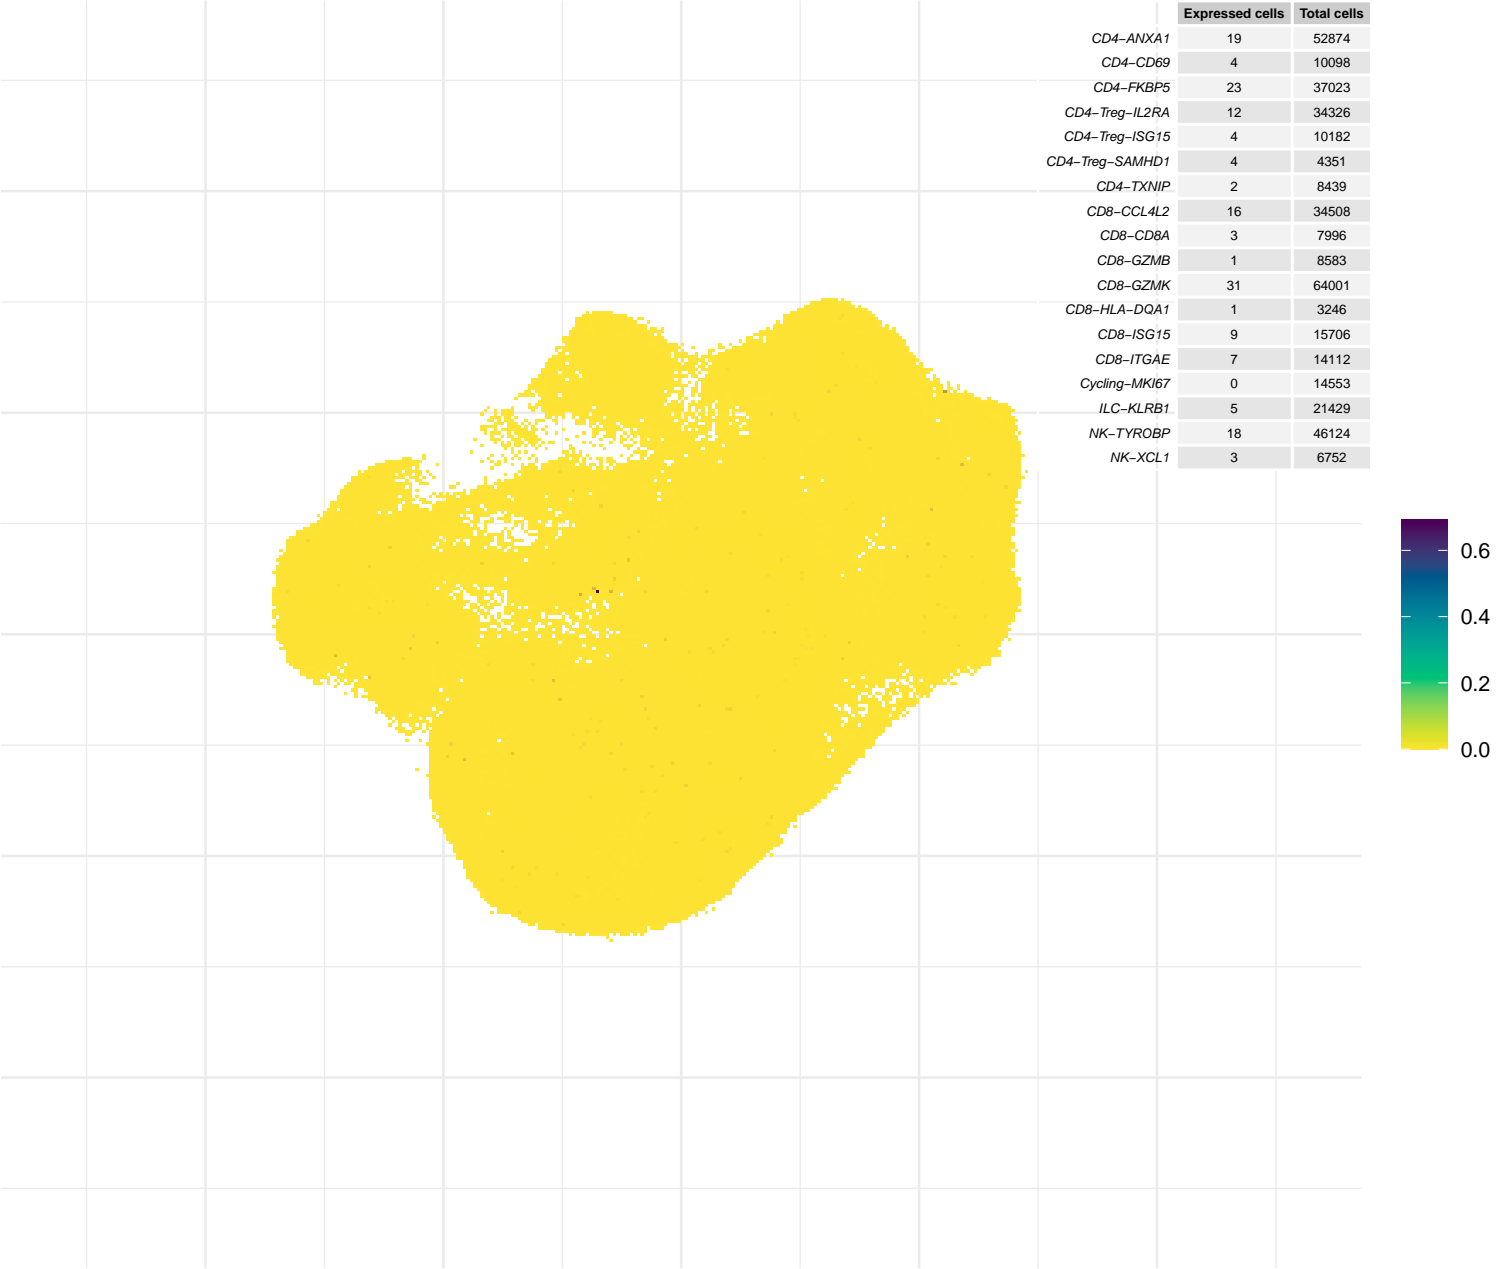 Expressed cells Total cells
CD4−ANXA1 19 52874
CD4−CD69 4 10098
CD4−FKBP5 23 37023
CD4−Treg−IL2RA 12 34326
CD4−Treg−ISG15 4 10182
CD4−Treg−SAMHD1 4 4351
CD4−TXNIP 2 8439
CD8−CCL4L2 16 34508
CD8−CD8A 3 7996
CD8−GZMB 1 8583
CD8−GZMK 31 64001
CD8−HLA−DQA1 1 3246
CD8−ISG15 9 15706
CD8−ITGAE 7 14112
Cycling−MKI67 0 14553
ILC−KLRB1 5 21429
NK−TYROBP 18 46124
NK−XCL1 3 6752
0.6
0.4
0.2
0.0